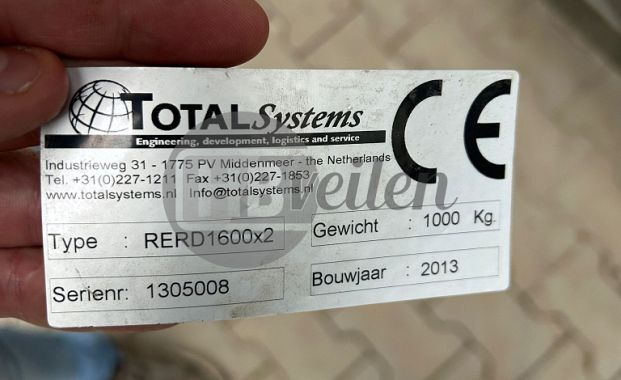 TOTAL Systems
Engineering, development, logistics and service
Industrieweg 31 - 1775 PV Middenmeer - the Netherlands
Tel. +31(0)227-1211 Fax +31(0)227-1853
www.totalsystems.nl Info@totalsystems.nl
CE
veilen
Type : RERD1600x2
Gewicht : 1000 Kg.
Serienr: 1305008
Bouwjaar : 2013